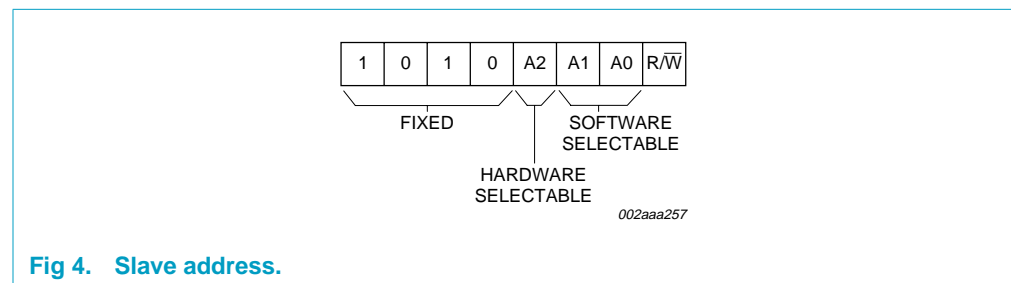 1 0 1 0 A2 A1 A0 R/W̅
FIXED
SOFTWARE
SELECTABLE
HARDWARE
SELECTABLE
002aaa257
Fig 4. Slave address.